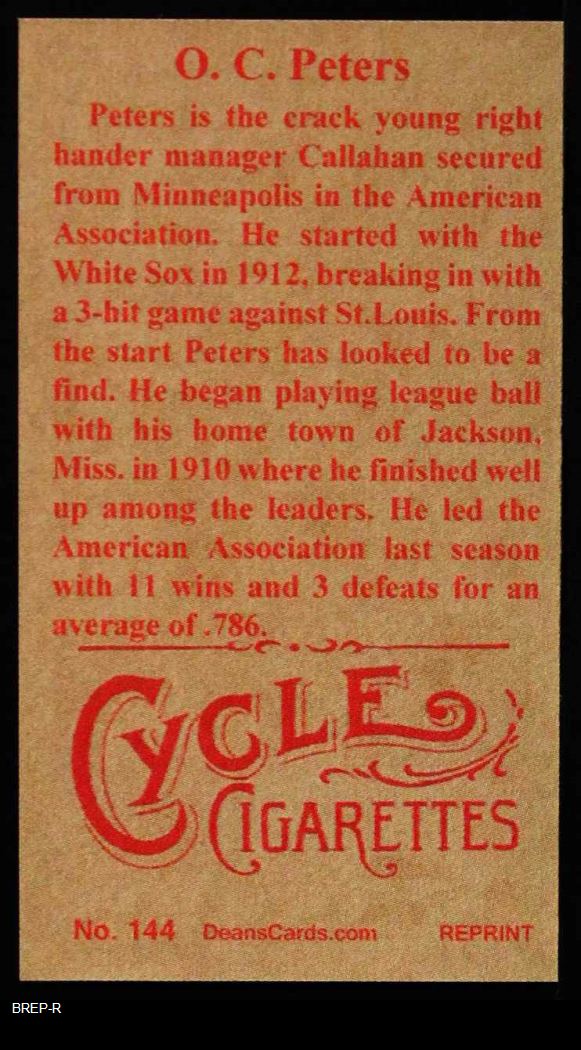 O. C. Peters
Peters is the crack young right
hander manager Callahan secured
from Minneapolis in the American
Association. He started with the
White Sox in 1912, breaking in with
a 3-hit game against St.Louis. From
the start Peters has looked to be a
find. He began playing league ball
with his home town of Jackson,
Miss. in 1910 where he finished well
up among the leaders. He led the
American Association last season
with 11 wins and 3 defeats for an
average of .786.
CYCLE
CIGARETTES
No. 144 DeansCards.com REPRINT
BREP-R